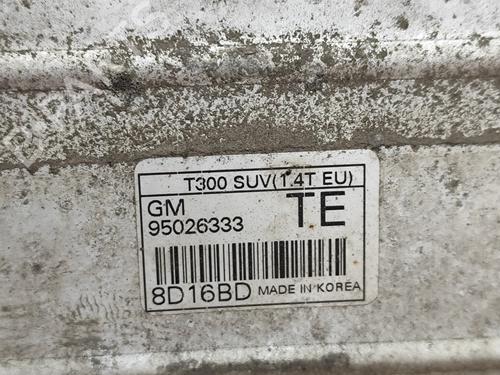 T300 SUV(1.4T EU)
GM TE
95026333
8D16BD MADE IN KOREA